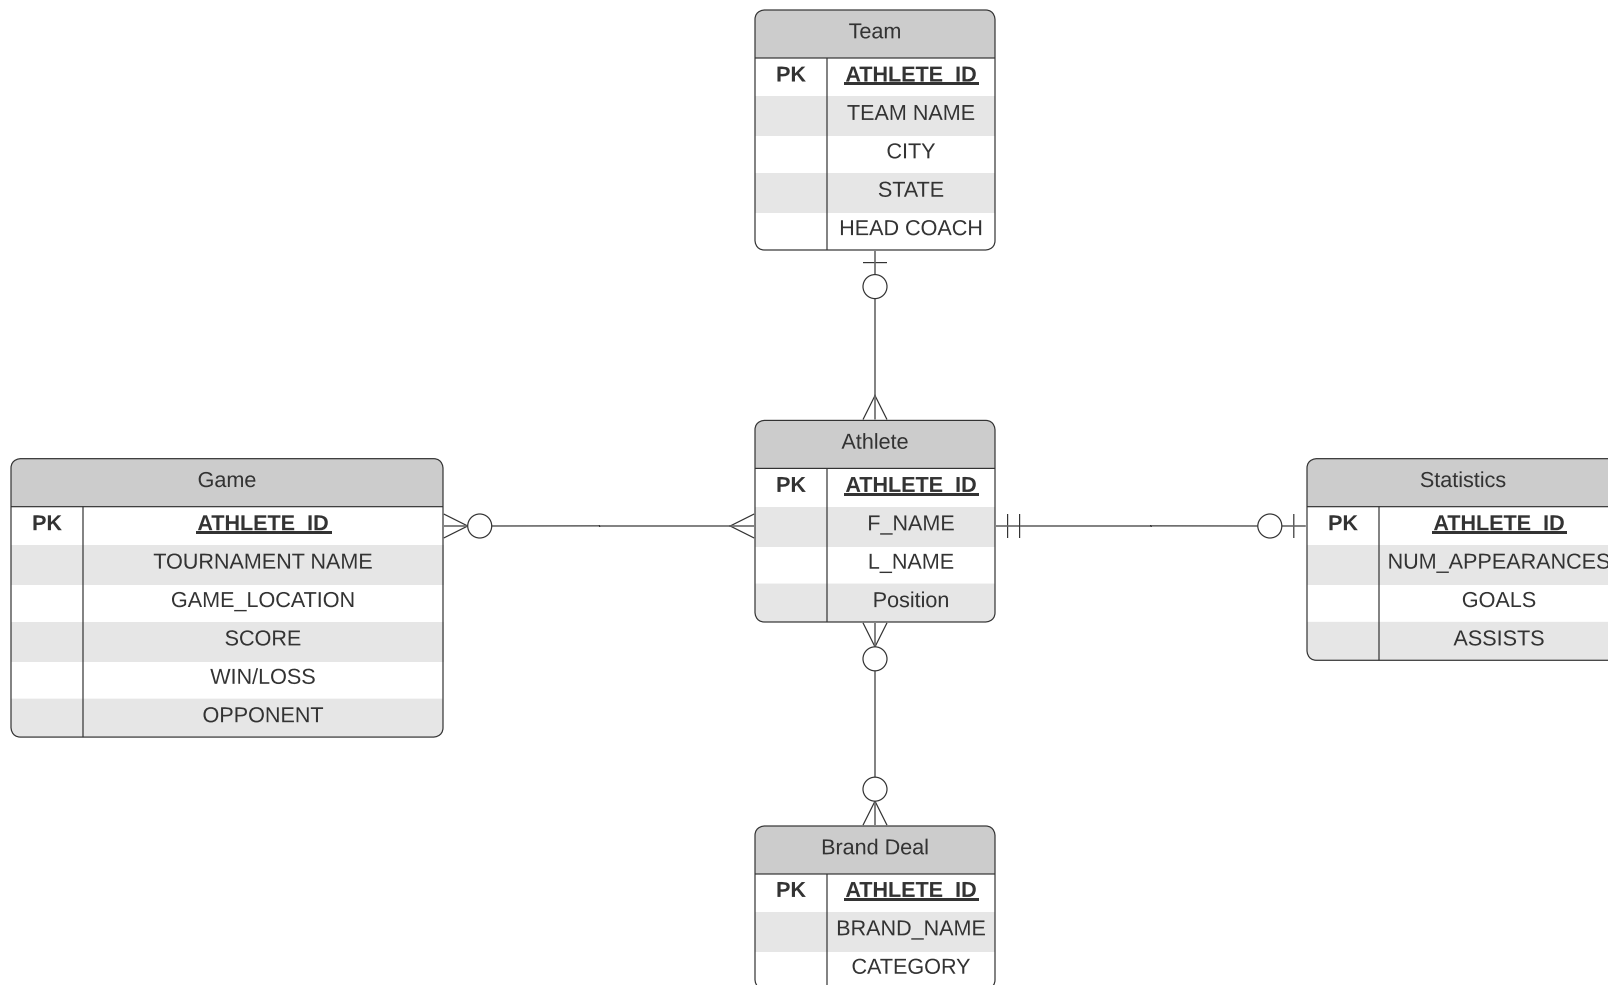 Team
PK ATHLETE_ID
TEAM NAME
CITY
STATE
HEAD COACH
Athlete
PK ATHLETE_ID
F_NAME
L_NAME
Position
Game
PK ATHLETE_ID
TOURNAMENT NAME
GAME_LOCATION
SCORE
WIN/LOSS
OPPONENT
Statistics
PK ATHLETE_ID
NUM_APPEARANCES
GOALS
ASSISTS
Brand Deal
PK ATHLETE_ID
BRAND_NAME
CATEGORY